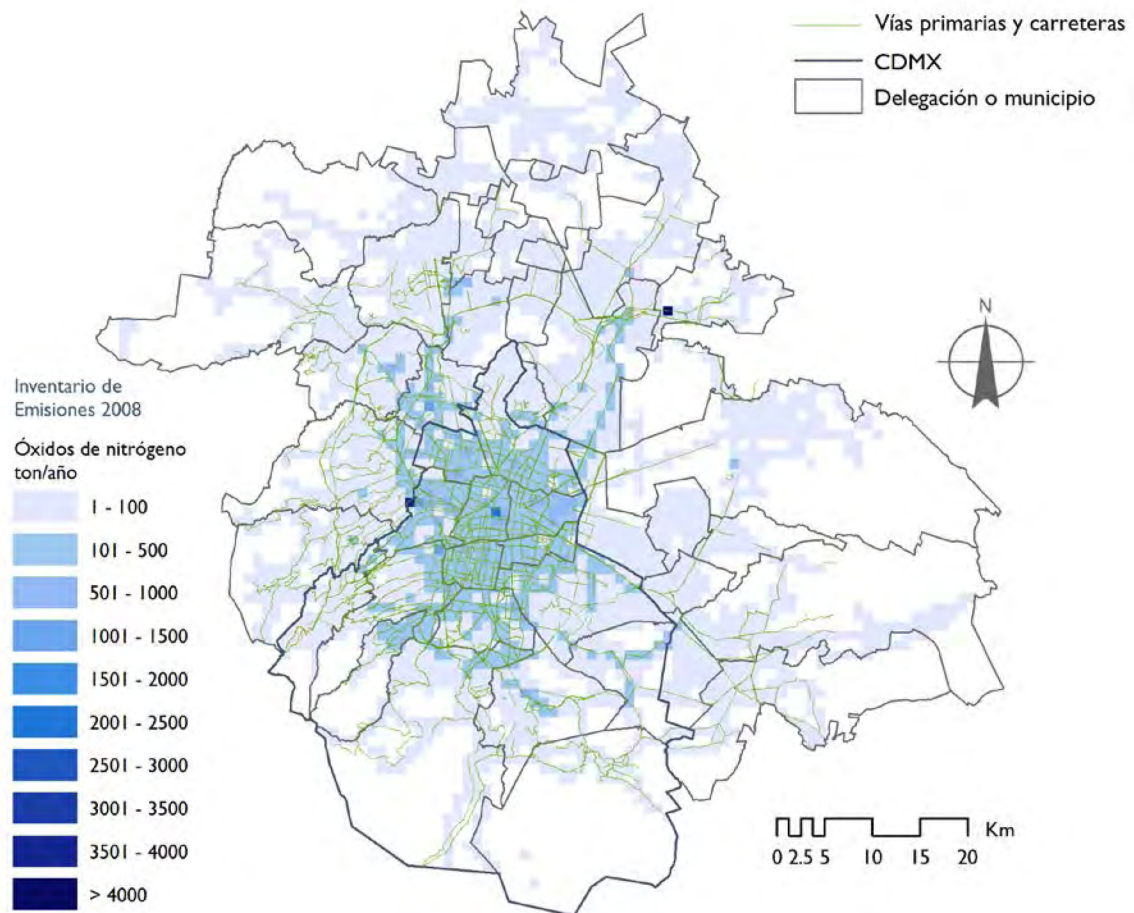 Vías primarias y carreteras
CDMX
Delegación o municipio
N
Inventario de
Emisiones 2008
Óxidos de nitrógeno
ton/año
1 - 100
101 - 500
501 - 1000
1001 - 1500
1501 - 2000
2001 - 2500
2501 - 3000
3001 - 3500
3501 - 4000
> 4000
Km
0 2.5 5 10 15 20